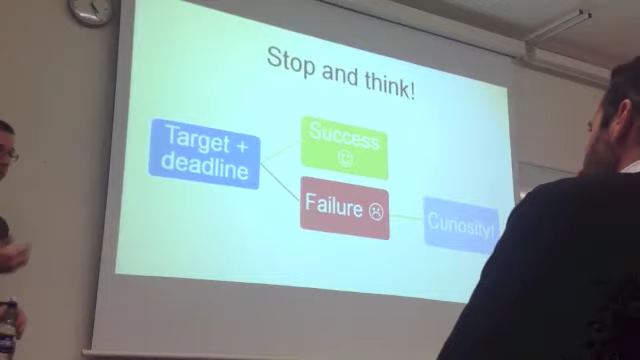 Stop and think!
Target +
deadline
Success
☺
Failure ☹
Curiosity!